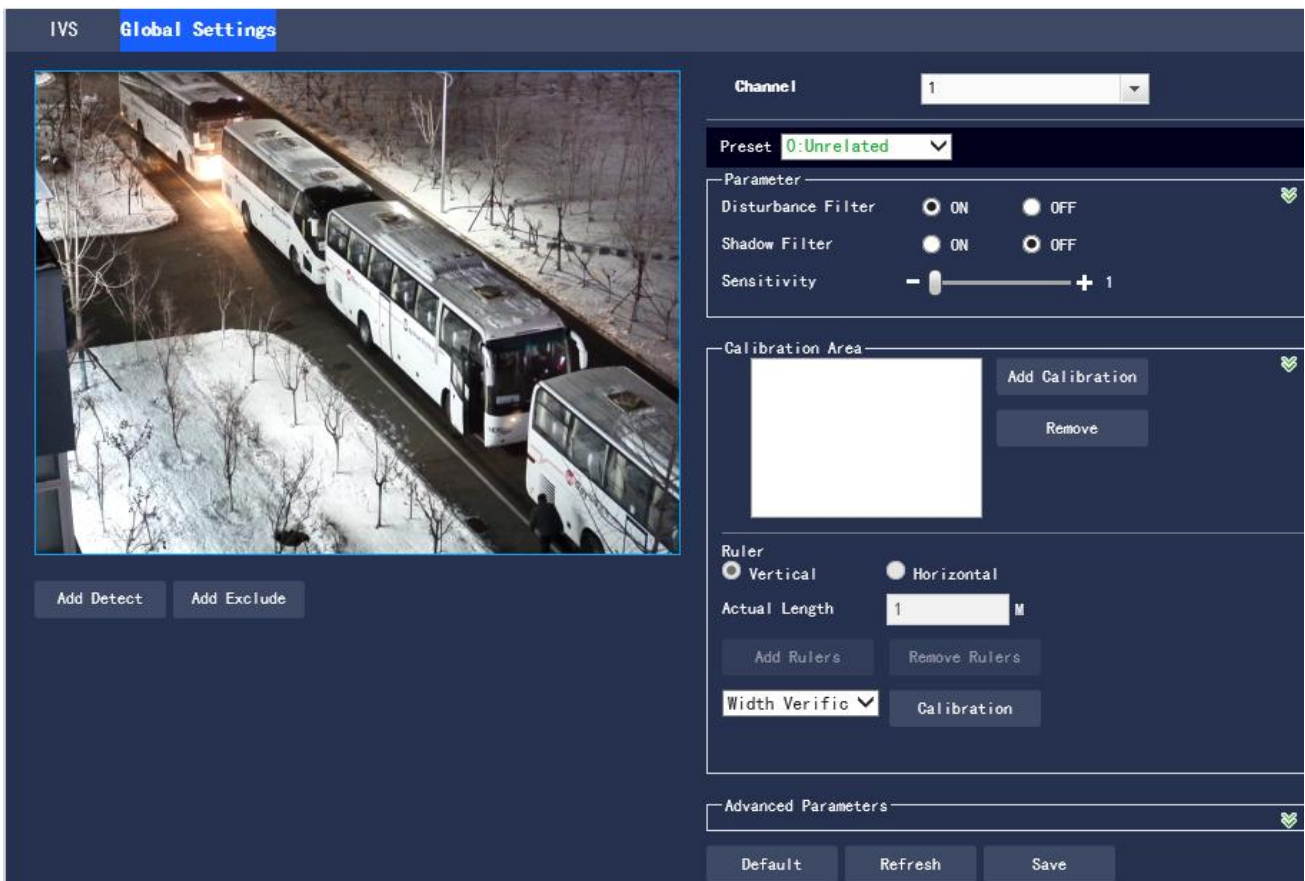 IVS Global Settings
Channel 1
Preset 0:Unrelated
Parameter
Disturbance Filter ON OFF
Shadow Filter ON OFF
Sensitivity - + 1
Calibration Area
Add Calibration
Remove
Ruler
Vertical Horizontal
Actual Length 1 M
Add Rulers Remove Rulers
Width Verific Calibration
Advanced Parameters
Default Refresh Save
Add Detect Add Exclude